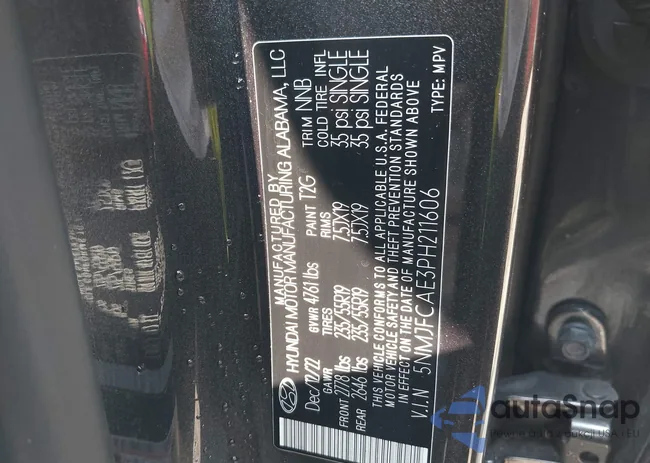 MANUFACTURED BY
HYUNDAI MOTOR MANUFACTURING ALABAMA, LLC
Dec/17/22 GVWR 4761 lbs PAINT T2G TRIM NNB
GAWR TIRES RIMS COLD TIRE INFL
FRONT 2778 lbs 235/55R19 7.5JX19 35 psi SINGLE
REAR 2646 lbs 235/55R19 7.5JX19 35 psi SINGLE
THIS VEHICLE CONFORMS TO ALL APPLICABLE U.S.A. FEDERAL
MOTOR VEHICLE SAFETY AND THEFT PREVENTION STANDARDS
IN EFFECT ON THE DATE OF MANUFACTURE SHOWN ABOVE
V.I.N 5NMJFCAE3PH211606 TYPE: MPV
autoSnap